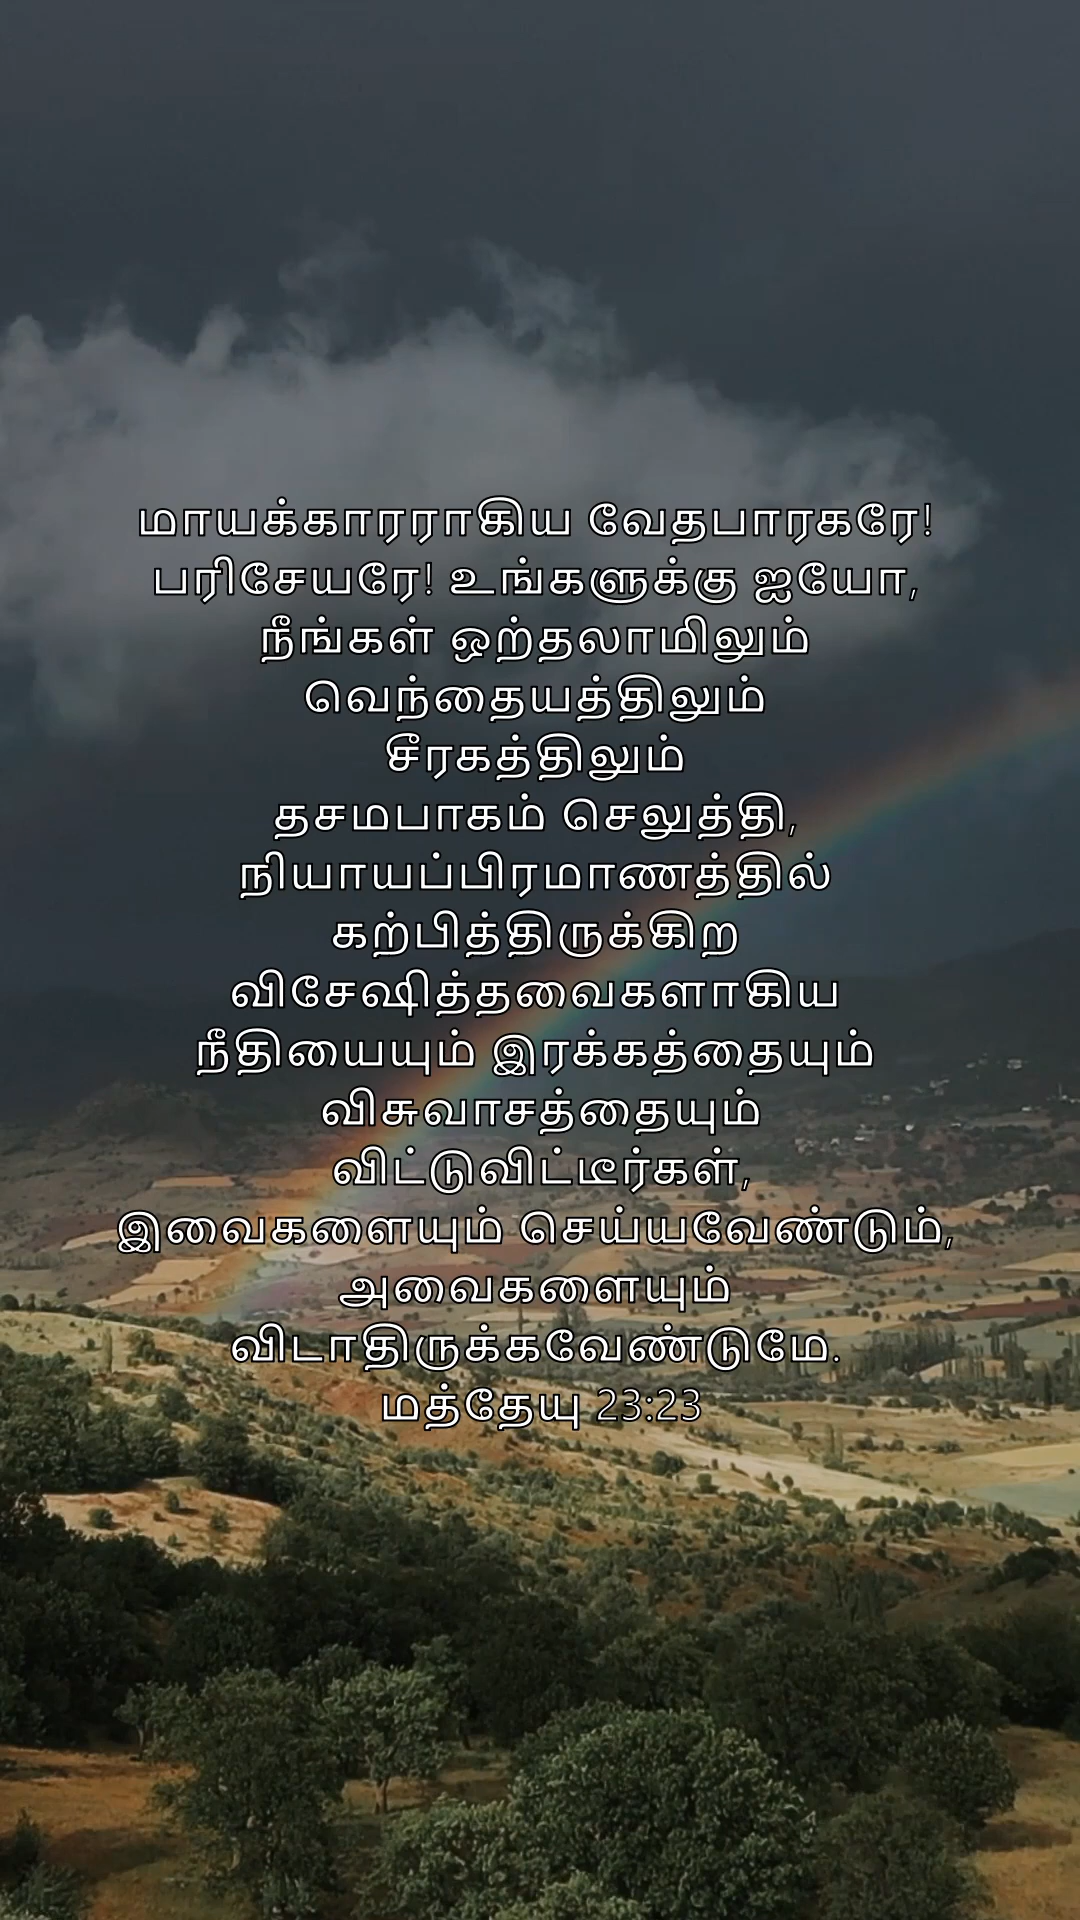 மாயக்காரராகிய வேதபாரகரே!
பரிசேயரே! உங்களுக்கு ஐயோ,
நீங்கள் ஒற்தலாமிலும்
வெந்தையத்திலும்
சீரகத்திலும்
தசமபாகம் செலுத்தி,
நியாயப்பிரமாணத்தில்
கற்பித்திருக்கிற
விசேஷித்தவைகளாகிய
நீதியையும் இரக்கத்தையும்
விசுவாசத்தையும்
விட்டுவிட்டீர்கள்,
இவைகளையும் செய்யவேண்டும்,
அவைகளையும்
விடாதிருக்கவேண்டுமே.
மத்தேயு 23:23